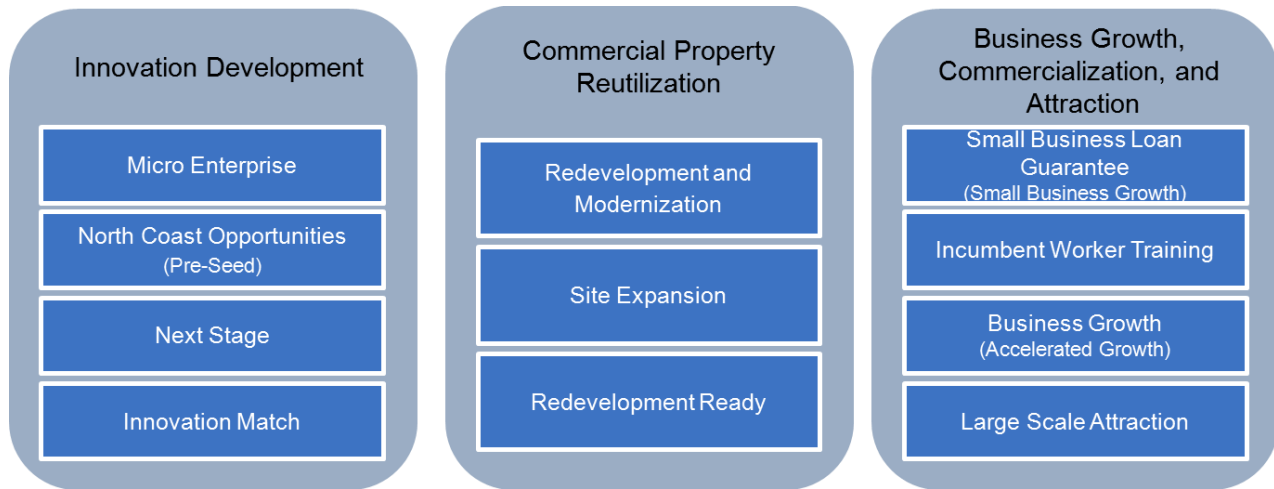 Innovation Development
Micro Enterprise
North Coast Opportunities
(Pre-Seed)
Next Stage
Innovation Match
Commercial Property
Reutilization
Redevelopment and
Modernization
Site Expansion
Redevelopment Ready
Business Growth,
Commercialization, and
Attraction
Small Business Loan
Guarantee
(Small Business Growth)
Incumbent Worker Training
Business Growth
(Accelerated Growth)
Large Scale Attraction